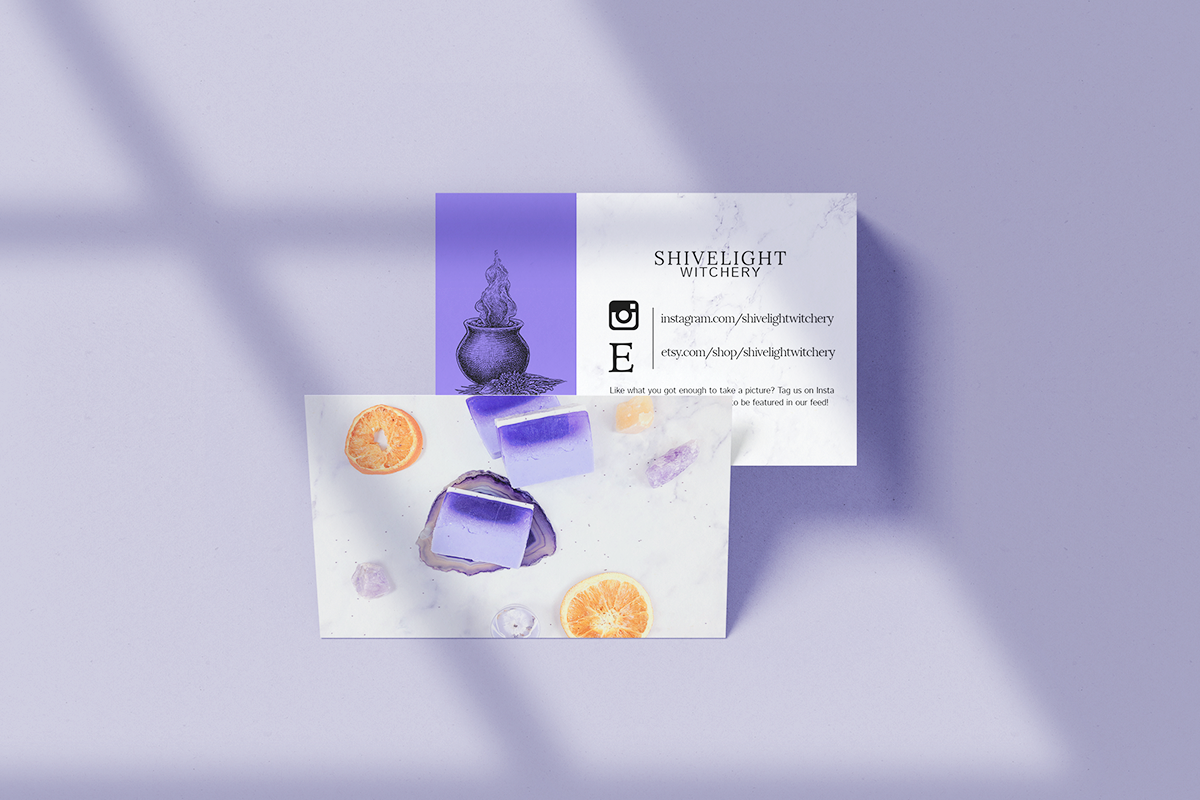 SHIVELIGHT
WITCHERY
instagram.com/shivelightwitchery
E
etsy.com/shop/shivelightwitchery
Like what you got enough to take a picture? Tag us on Insta
to be featured in our feed!